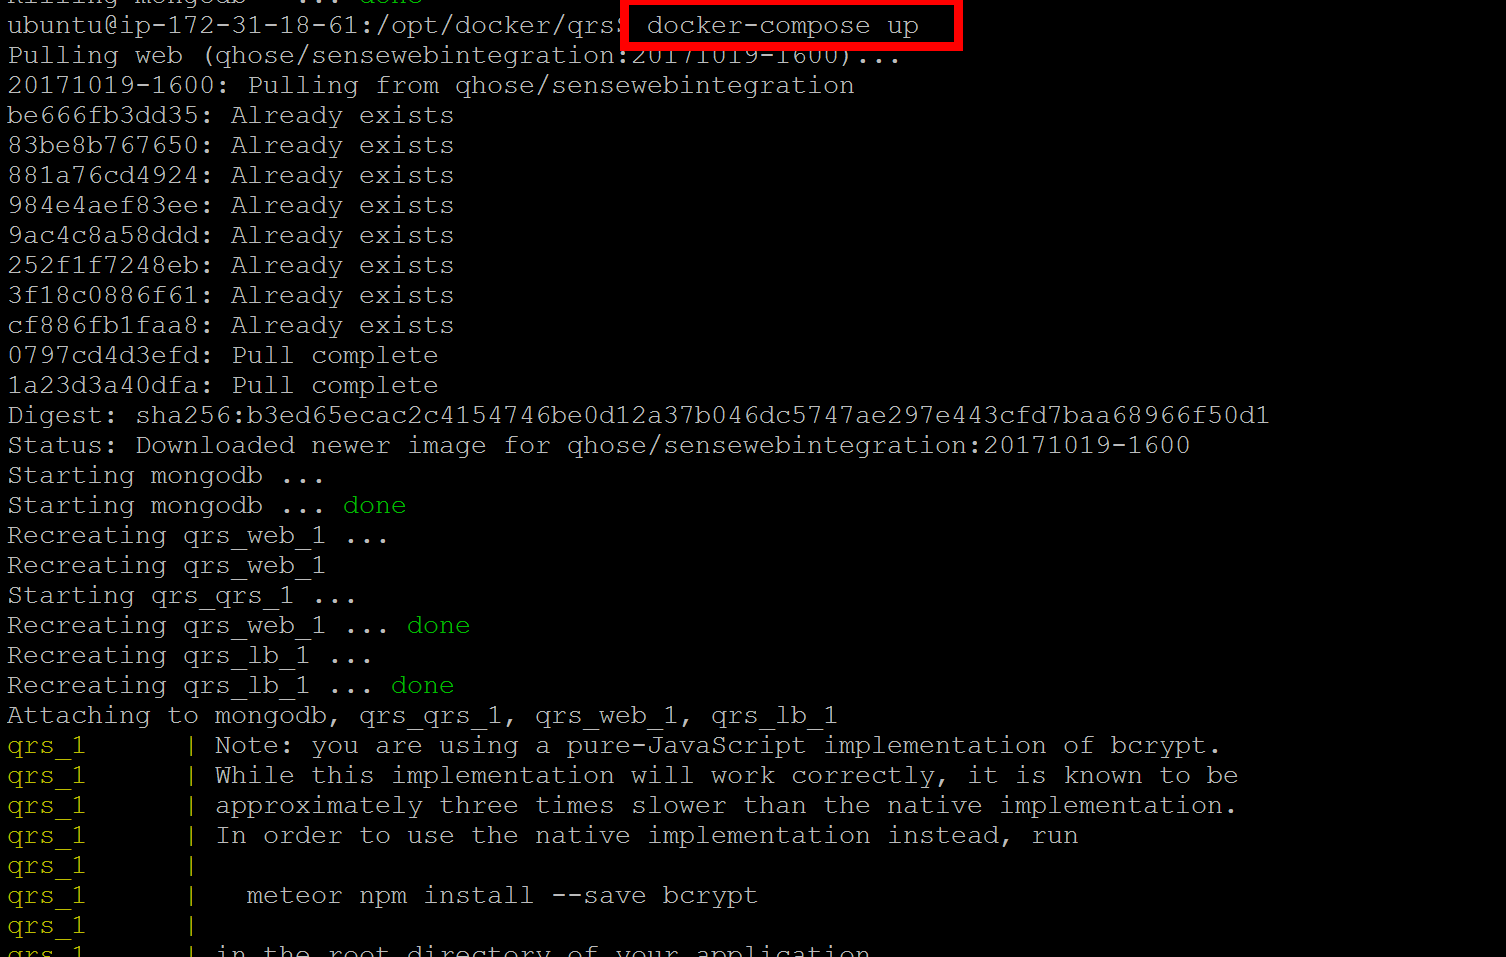 Killing mongodb ... done
ubuntu@ip-172-31-18-61:/opt/docker/qrs$ docker-compose up
Pulling web (qhose/sensewebintegration:20171019-1600)...
20171019-1600: Pulling from qhose/sensewebintegration
be666fb3dd35: Already exists
83be8b767650: Already exists
881a76cd4924: Already exists
984e4aef83ee: Already exists
9ac4c8a58ddd: Already exists
252f1f7248eb: Already exists
3f18c0886f61: Already exists
cf886fb1faa8: Already exists
0797cd4d3efd: Pull complete
1a23d3a40dfa: Pull complete
Digest: sha256:b3ed65ecac2c4154746be0d12a37b046dc5747ae297e443cfd7baa68966f50d1
Status: Downloaded newer image for qhose/sensewebintegration:20171019-1600
Starting mongodb ...
Starting mongodb ... done
Recreating qrs_web_1 ...
Recreating qrs_web_1
Starting qrs_qrs_1 ...
Recreating qrs_web_1 ... done
Recreating qrs_lb_1 ...
Recreating qrs_lb_1 ... done
Attaching to mongodb, qrs_qrs_1, qrs_web_1, qrs_lb_1
qrs_1 | Note: you are using a pure-JavaScript implementation of bcrypt.
qrs_1 | While this implementation will work correctly, it is known to be
qrs_1 | approximately three times slower than the native implementation.
qrs_1 | In order to use the native implementation instead, run
qrs_1 |
qrs_1 | meteor npm install --save bcrypt
qrs_1 |
qrs_1 | in the root directory of your application